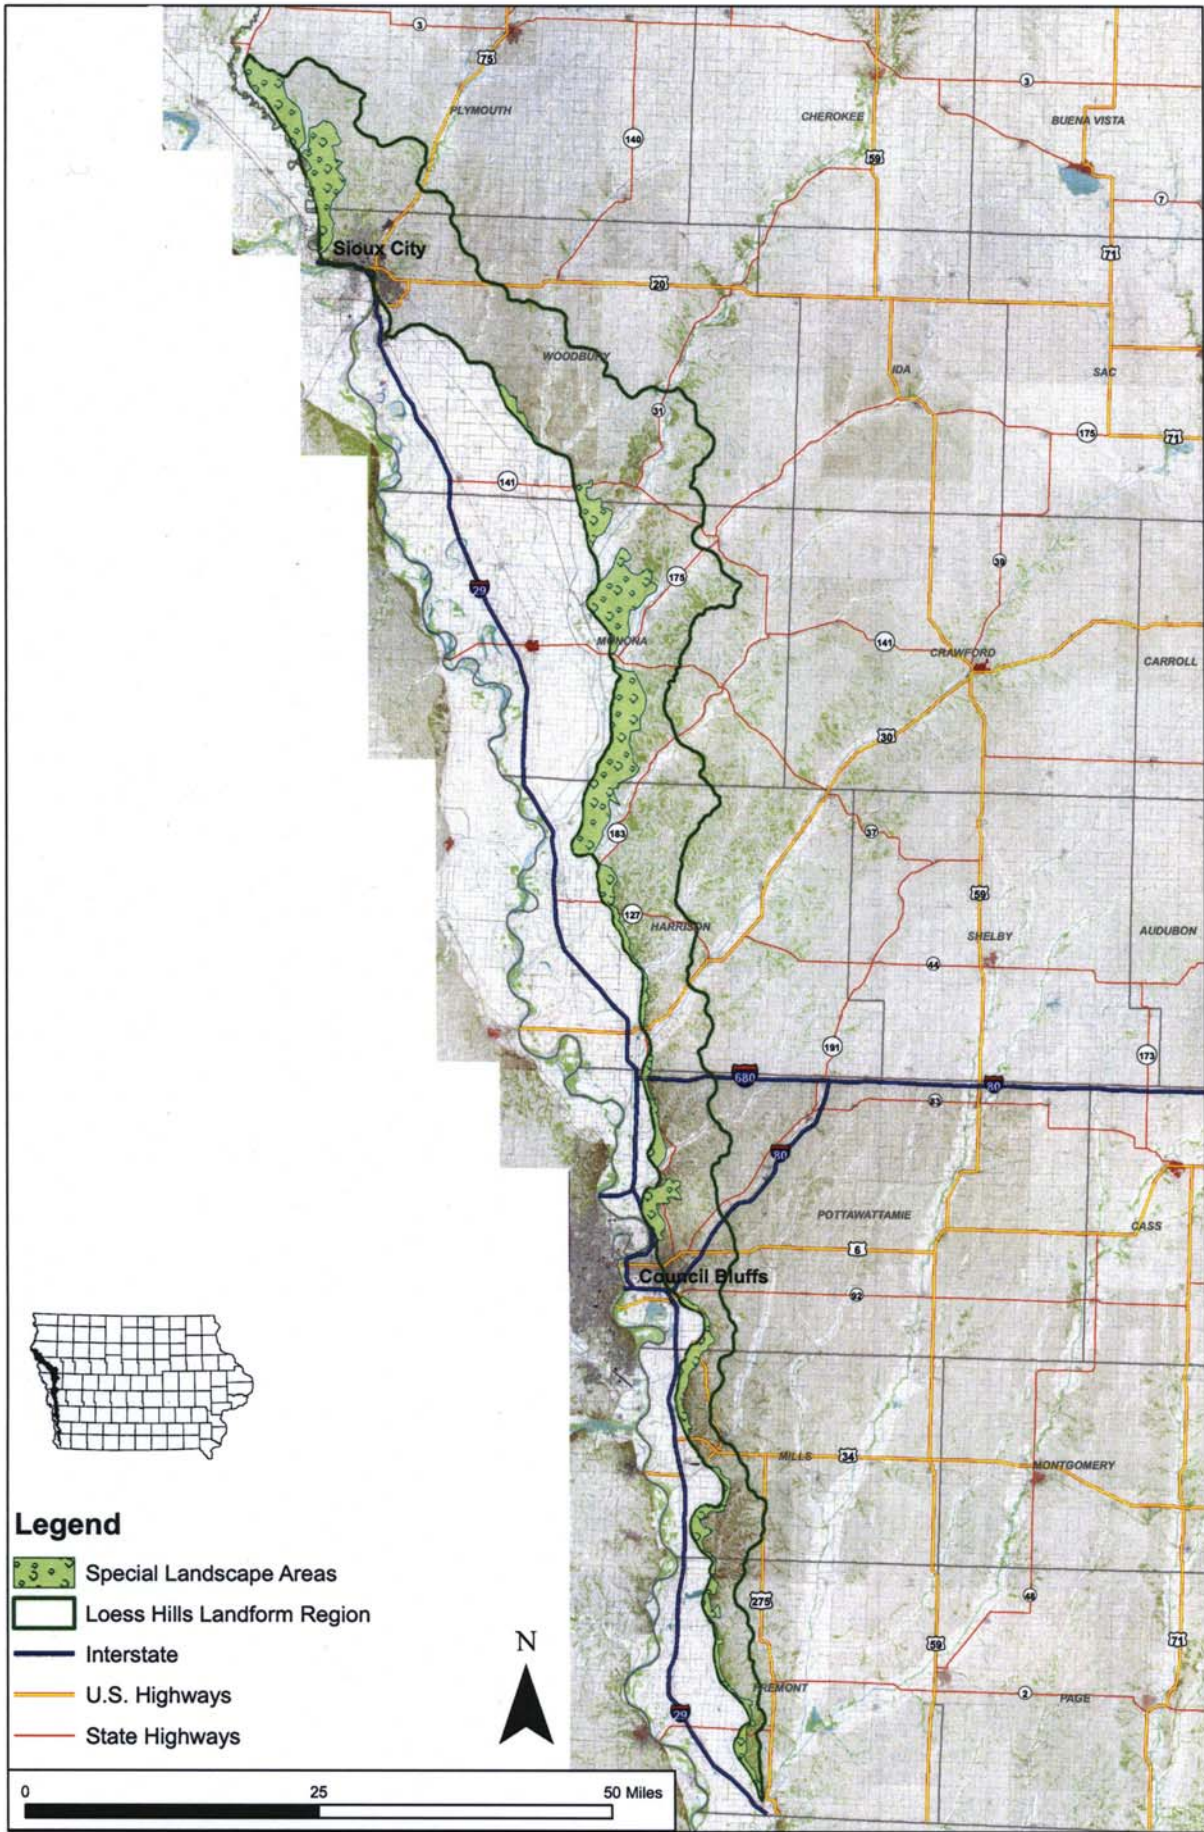 3
75
PLYMOUTH
CHEROKEE
3
BUENA VISTA
140
59
7
Sioux City
71
20
WOODBURY
IDA
SAC
31
175
71
141
39
29
175
MONONA
141
CRAWFORD
CARROLL
30
183
37
59
127
HARRISON
SHELBY
AUDUBON
44
191
173
680
80
83
80
POTTAWATTAMIE
CASS
6
Council Bluffs
92
MILLS
34
MONTGOMERY
Legend
Special Landscape Areas
Loess Hills Landform Region
Interstate
U.S. Highways
State Highways
N
275
48
59
71
FREMONT
2
PAGE
29
0
25
50 Miles